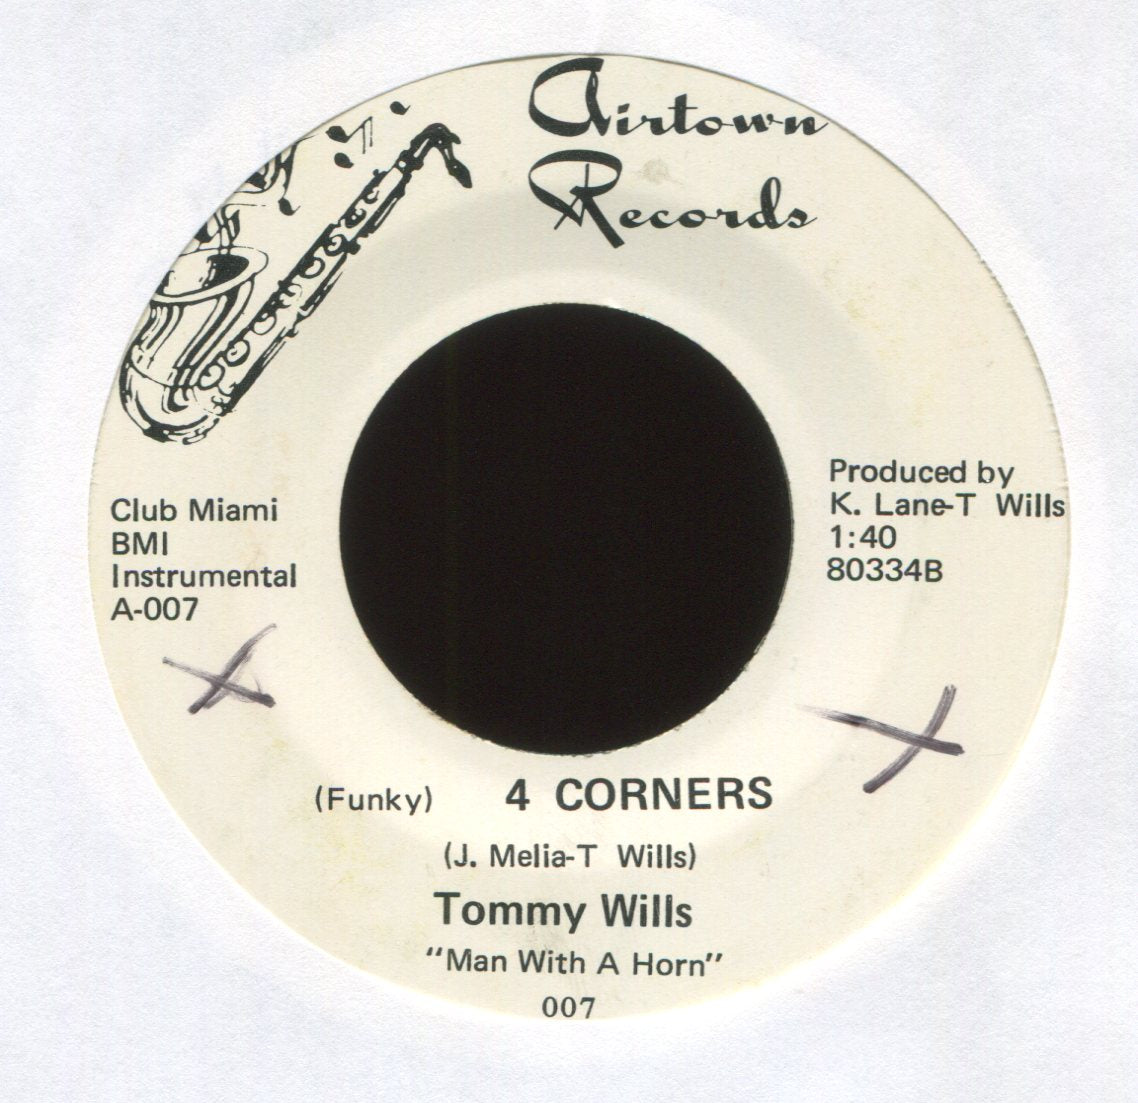 Airtown
Records
Club Miami
BMI
Instrumental
A-007
Produced by
K. Lane-T Wills
1:40
80334B
(Funky) 4 CORNERS
(J. Melia-T Wills)
Tommy Wills
"Man With A Horn"
007